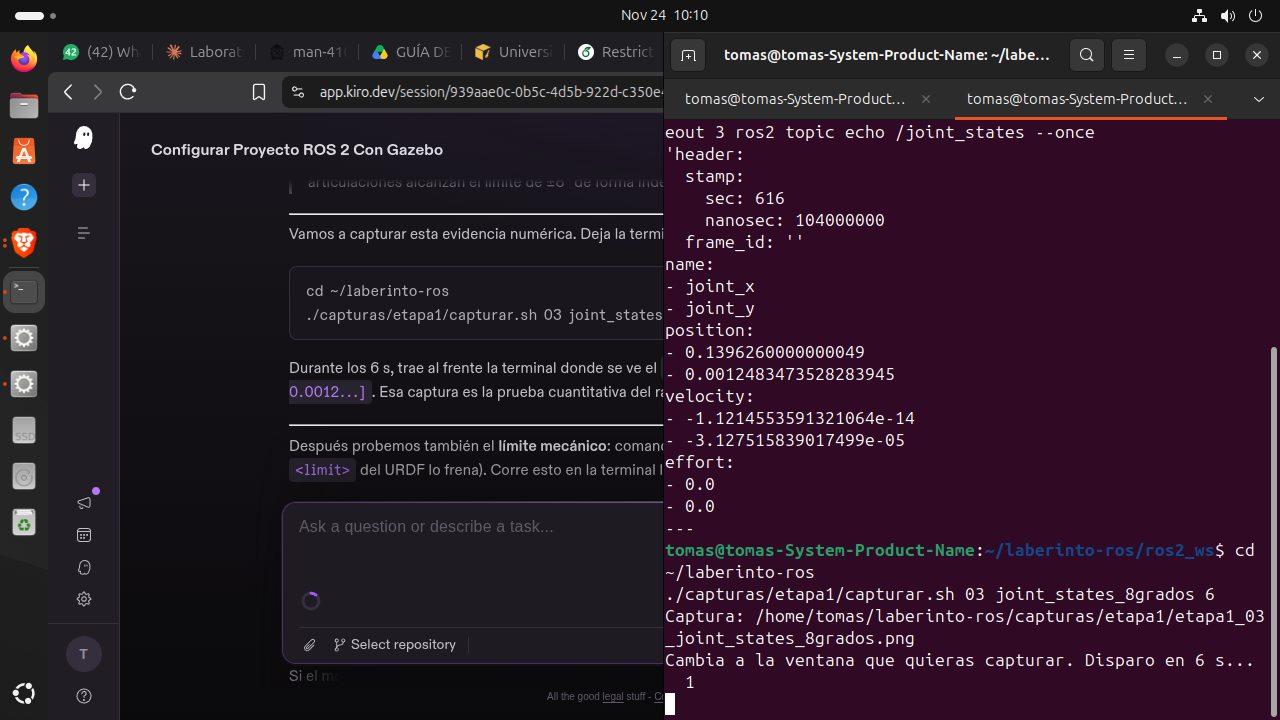 Nov 24  10:10
(42) Wh
Laborat
man-410
GUÍA DE
Universi
Restrict
app.kiro.dev/session/939aae0c-0b5c-4d5b-922d-c350e4
Configurar Proyecto ROS 2 Con Gazebo
articulaciones alcanzan el límite de ±8° de forma inde
Vamos a capturar esta evidencia numérica. Deja la termi
cd ~/laberinto-ros
./capturas/etapa1/capturar.sh 03 joint_states
Durante los 6 s, trae al frente la terminal donde se ve el
0.0012...] . Esa captura es la prueba cuantitativa del ra
Después probemos también el límite mecánico: coman
<limit> del URDF lo frena). Corre esto en la terminal l
Ask a question or describe a task...
Select repository
Si el m
All the good legal stuff - C
T
tomas@tomas-System-Product-Name: ~/labe...
tomas@tomas-System-Product...
tomas@tomas-System-Product...
eout 3 ros2 topic echo /joint_states --once
'header:
  stamp:
    sec: 616
    nanosec: 104000000
  frame_id: ''
name:
- joint_x
- joint_y
position:
- 0.1396260000000049
- 0.0012483473528283945
velocity:
- -1.1214553591321064e-14
- -3.127515839017499e-05
effort:
- 0.0
- 0.0
---
tomas@tomas-System-Product-Name:~/laberinto-ros/ros2_ws$ cd
~/laberinto-ros
./capturas/etapa1/capturar.sh 03 joint_states_8grados 6
Captura: /home/tomas/laberinto-ros/capturas/etapa1/etapa1_03
_joint_states_8grados.png
Cambia a la ventana que quieras capturar. Disparo en 6 s...
  1